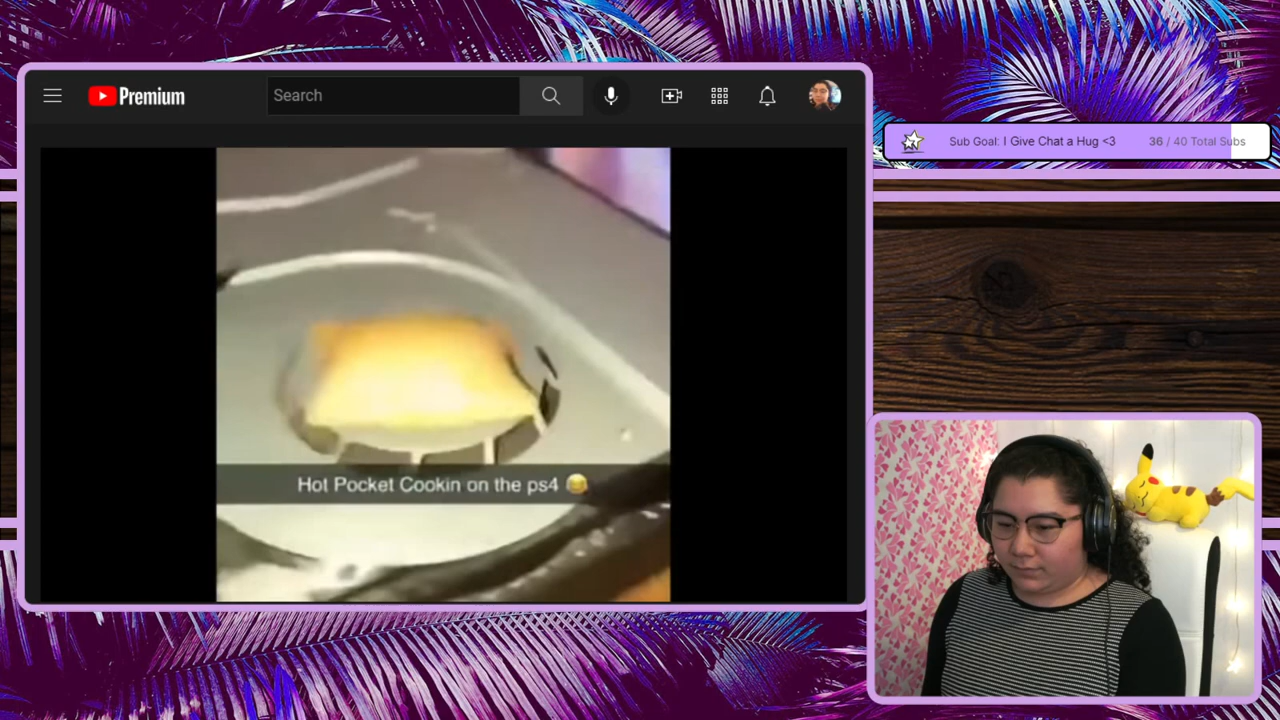 Premium
Search
Sub Goal: I Give Chat a Hug <3 36 / 40 Total Subs
Hot Pocket Cookin on the ps4 😂